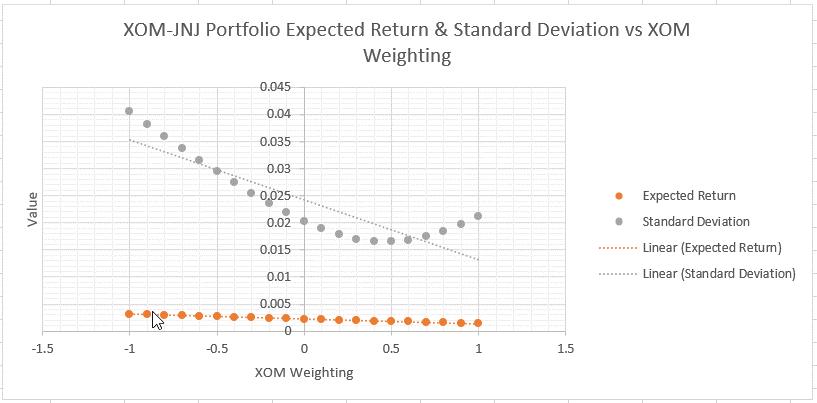 XOM-JNJ Portfolio Expected Return & Standard Deviation vs XOM
Weighting
0.045
0.04
0.035
0.03
0.025
0.02
0.015
0.01
0.005
0
-1.5 -1 -0.5 0 0.5 1 1.5
Value
XOM Weighting
Expected Return
Standard Deviation
Linear (Expected Return)
Linear (Standard Deviation)